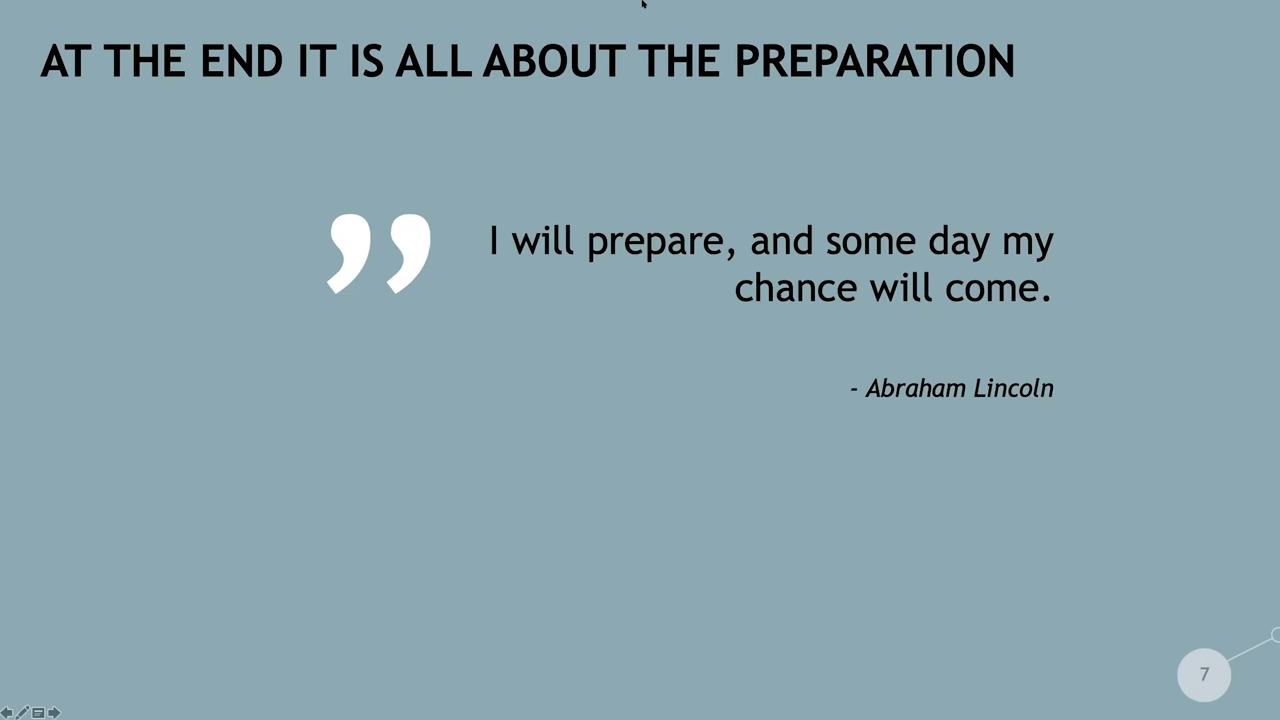 AT THE END IT IS ALL ABOUT THE PREPARATION
”
I will prepare, and some day my
chance will come.
- Abraham Lincoln
7